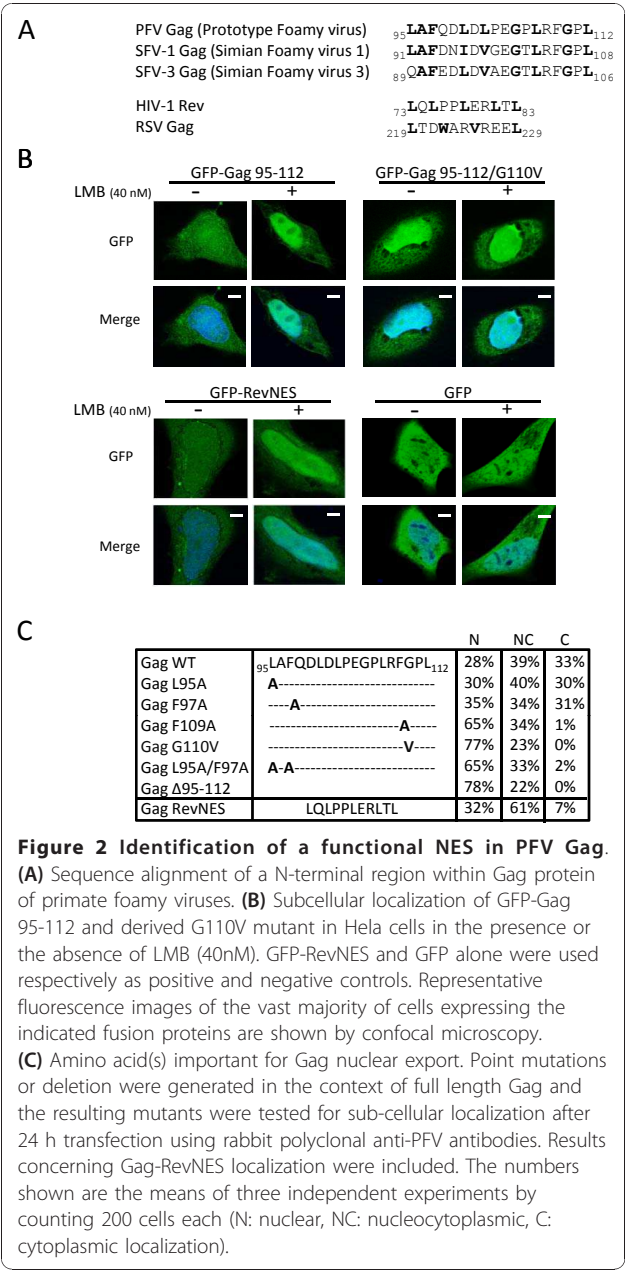 A
PFV Gag (Prototype Foamy virus) 95LAFQDLDLPEGPLRFGPL112
SFV-1 Gag (Simian Foamy virus 1) 91LAFDNIDVGEGTLRFGPL108
SFV-3 Gag (Simian Foamy virus 3) 89QAFEDLDVAEGTLRFGPL106
HIV-1 Rev 73LQLPPLERLTL83
RSV Gag 219LTDWARVREEL229
B
GFP-Gag 95-112 GFP-Gag 95-112/G110V
LMB (40 nM) - + - +
GFP
Merge
GFP-RevNES GFP
LMB (40 nM) - + - +
GFP
Merge
C
N NC C
Gag WT 95LAFQDLDLPEGPLRFGPL112 28% 39% 33%
Gag L95A A------------------------------ 30% 40% 30%
Gag F97A ----A--------------------------- 35% 34% 31%
Gag F109A -------------------------A----- 65% 34% 1%
Gag G110V --------------------------V---- 77% 23% 0%
Gag L95A/F97A A-A--------------------------- 65% 33% 2%
Gag Δ95-112 78% 22% 0%
Gag RevNES LQLPPLERLTL 32% 61% 7%
Figure 2 Identification of a functional NES in PFV Gag.
(A) Sequence alignment of a N-terminal region within Gag protein
of primate foamy viruses. (B) Subcellular localization of GFP-Gag
95-112 and derived G110V mutant in Hela cells in the presence or
the absence of LMB (40nM). GFP-RevNES and GFP alone were used
respectively as positive and negative controls. Representative
fluorescence images of the vast majority of cells expressing the
indicated fusion proteins are shown by confocal microscopy.
(C) Amino acid(s) important for Gag nuclear export. Point mutations
or deletion were generated in the context of full length Gag and
the resulting mutants were tested for sub-cellular localization after
24 h transfection using rabbit polyclonal anti-PFV antibodies. Results
concerning Gag-RevNES localization were included. The numbers
shown are the means of three independent experiments by
counting 200 cells each (N: nuclear, NC: nucleocytoplasmic, C:
cytoplasmic localization).